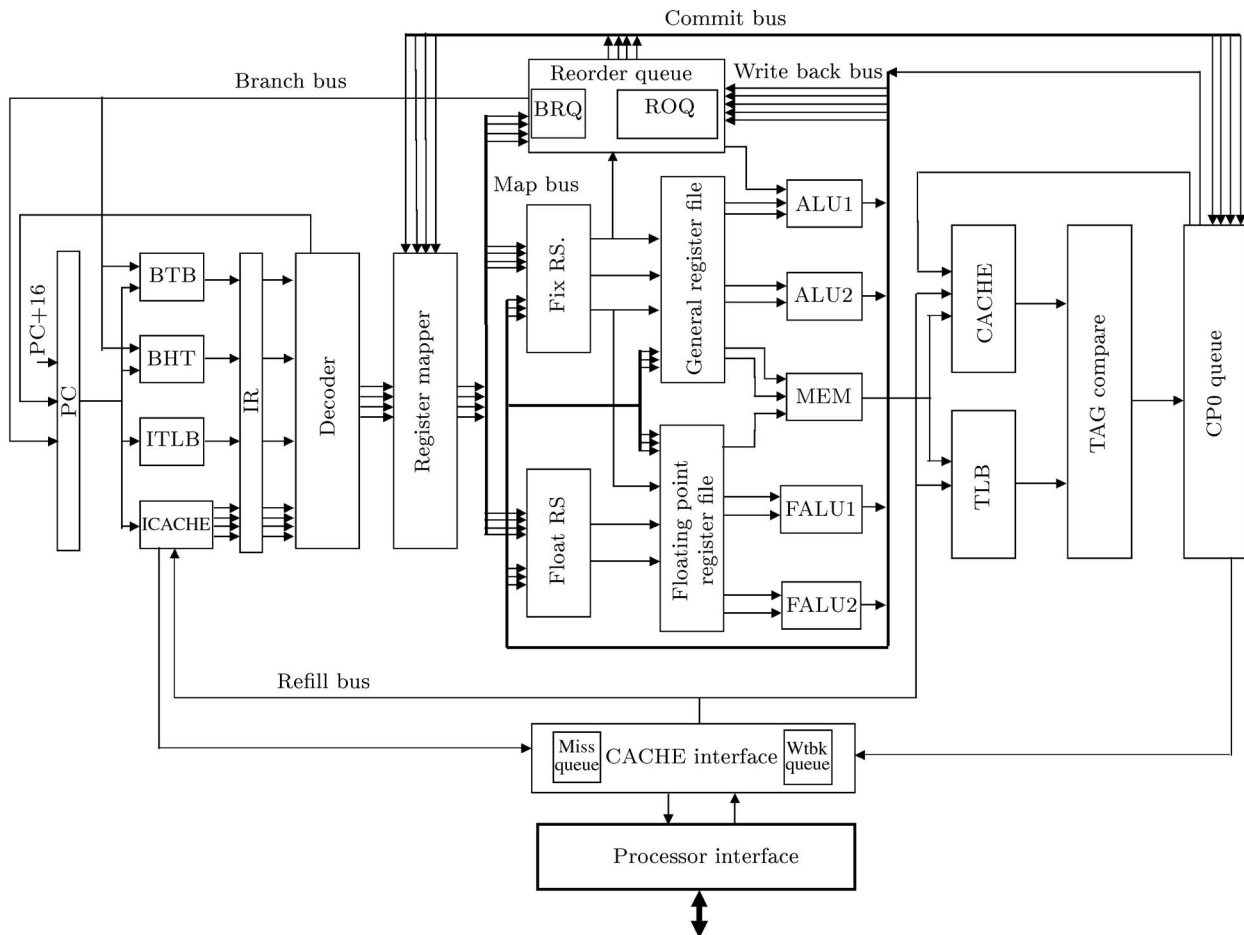 Commit bus
Branch bus
Reorder queue
Write back bus
BRQ
ROQ
Map bus
PC+16
PC
BTB
BHT
ITLB
ICACHE
IR
Decoder
Register mapper
Fix RS.
Float RS
General register file
Floating point
register file
ALU1
ALU2
MEM
FALU1
FALU2
CACHE
TLB
TAG compare
CP0 queue
Refill bus
Miss
queue
CACHE interface
Wtbk
queue
Processor interface